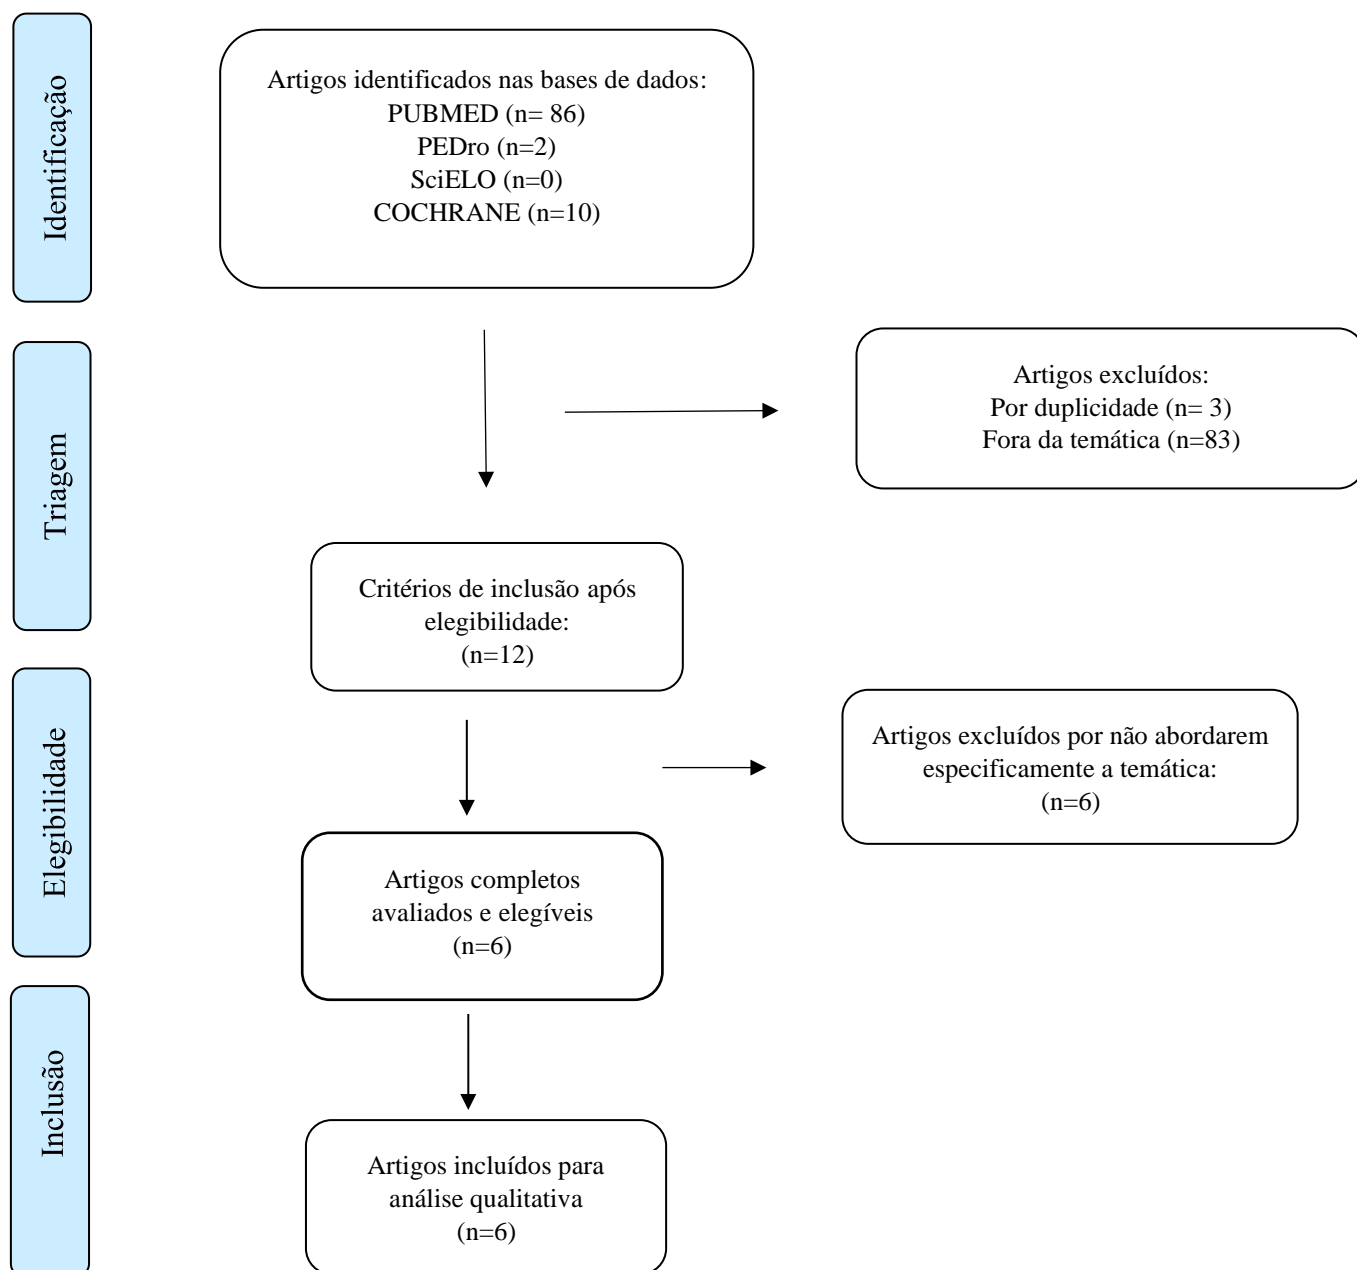 Identificação
Artigos identificados nas bases de dados:
PUBMED (n= 86)
PEDro (n=2)
SciELO (n=0)
COCHRANE (n=10)
Triagem
Artigos excluídos:
Por duplicidade (n= 3)
Fora da temática (n=83)
Critérios de inclusão após
elegibilidade:
(n=12)
Elegibilidade
Artigos excluídos por não abordarem
especificamente a temática:
(n=6)
Artigos completos
avaliados e elegíveis
(n=6)
Inclusão
Artigos incluídos para
análise qualitativa
(n=6)